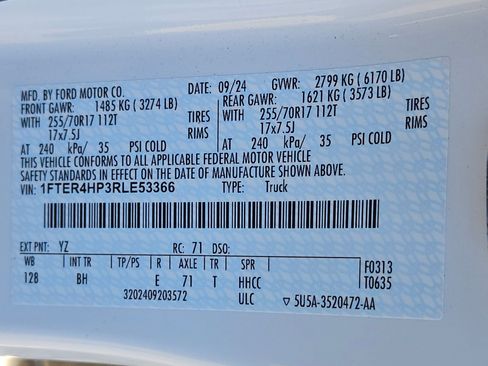 MFD. BY FORD MOTOR CO. DATE: 09/24 GVWR: 2799 KG (6170 LB)
FRONT GAWR: 1485 KG (3274 LB) REAR GAWR: 1621 KG (3573 LB)
WITH 255/70R17 112T TIRES WITH 255/70R17 112T TIRES
17x7.5J RIMS 17x7.5J RIMS
AT 240 kPa/ 35 PSI COLD AT 240 kPa/ 35 PSI COLD
THIS VEHICLE CONFORMS TO ALL APPLICABLE FEDERAL MOTOR VEHICLE
SAFETY STANDARDS IN EFFECT ON THE DATE OF MANUFACTURE SHOWN ABOVE.
VIN: 1FTER4HP3RLE53366 TYPE: Truck
EXT PNT: YZ RC: 71 DSO:
WB INT TR TP/PS R AXLE TR SPR F0313
128 BH E 71 T HHCC T0635
3202409203572 ULC ▽ 5U5A-3520472-AA